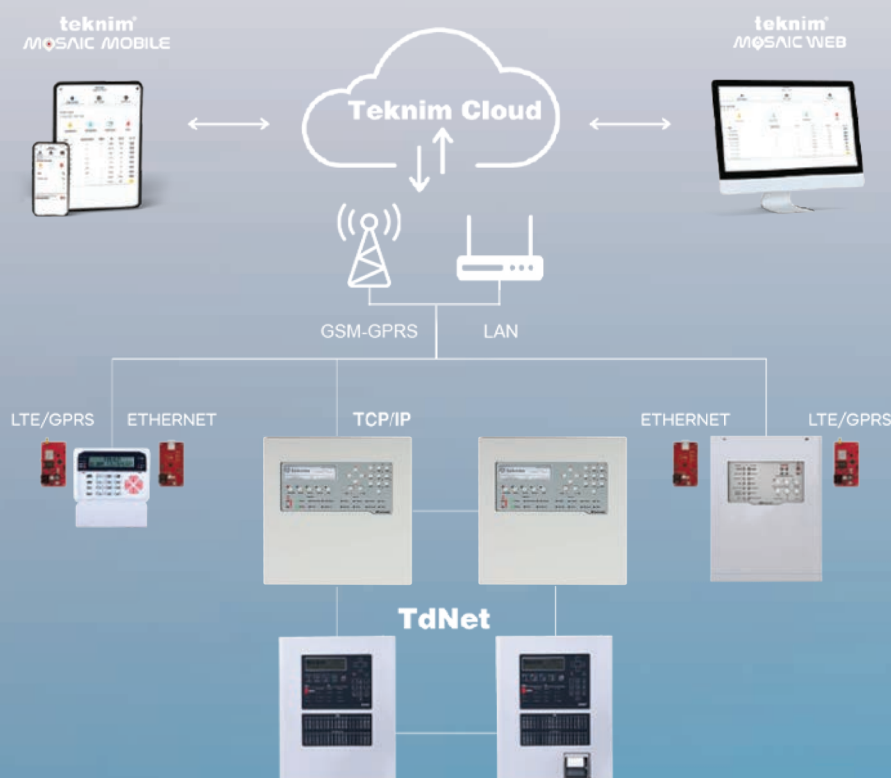 teknim
MOSAIC MOBILE
teknim
MOSAIC WEB
Teknim Cloud
GSM-GPRS
LAN
LTE/GPRS
ETHERNET
TCP/IP
ETHERNET
LTE/GPRS
TdNet